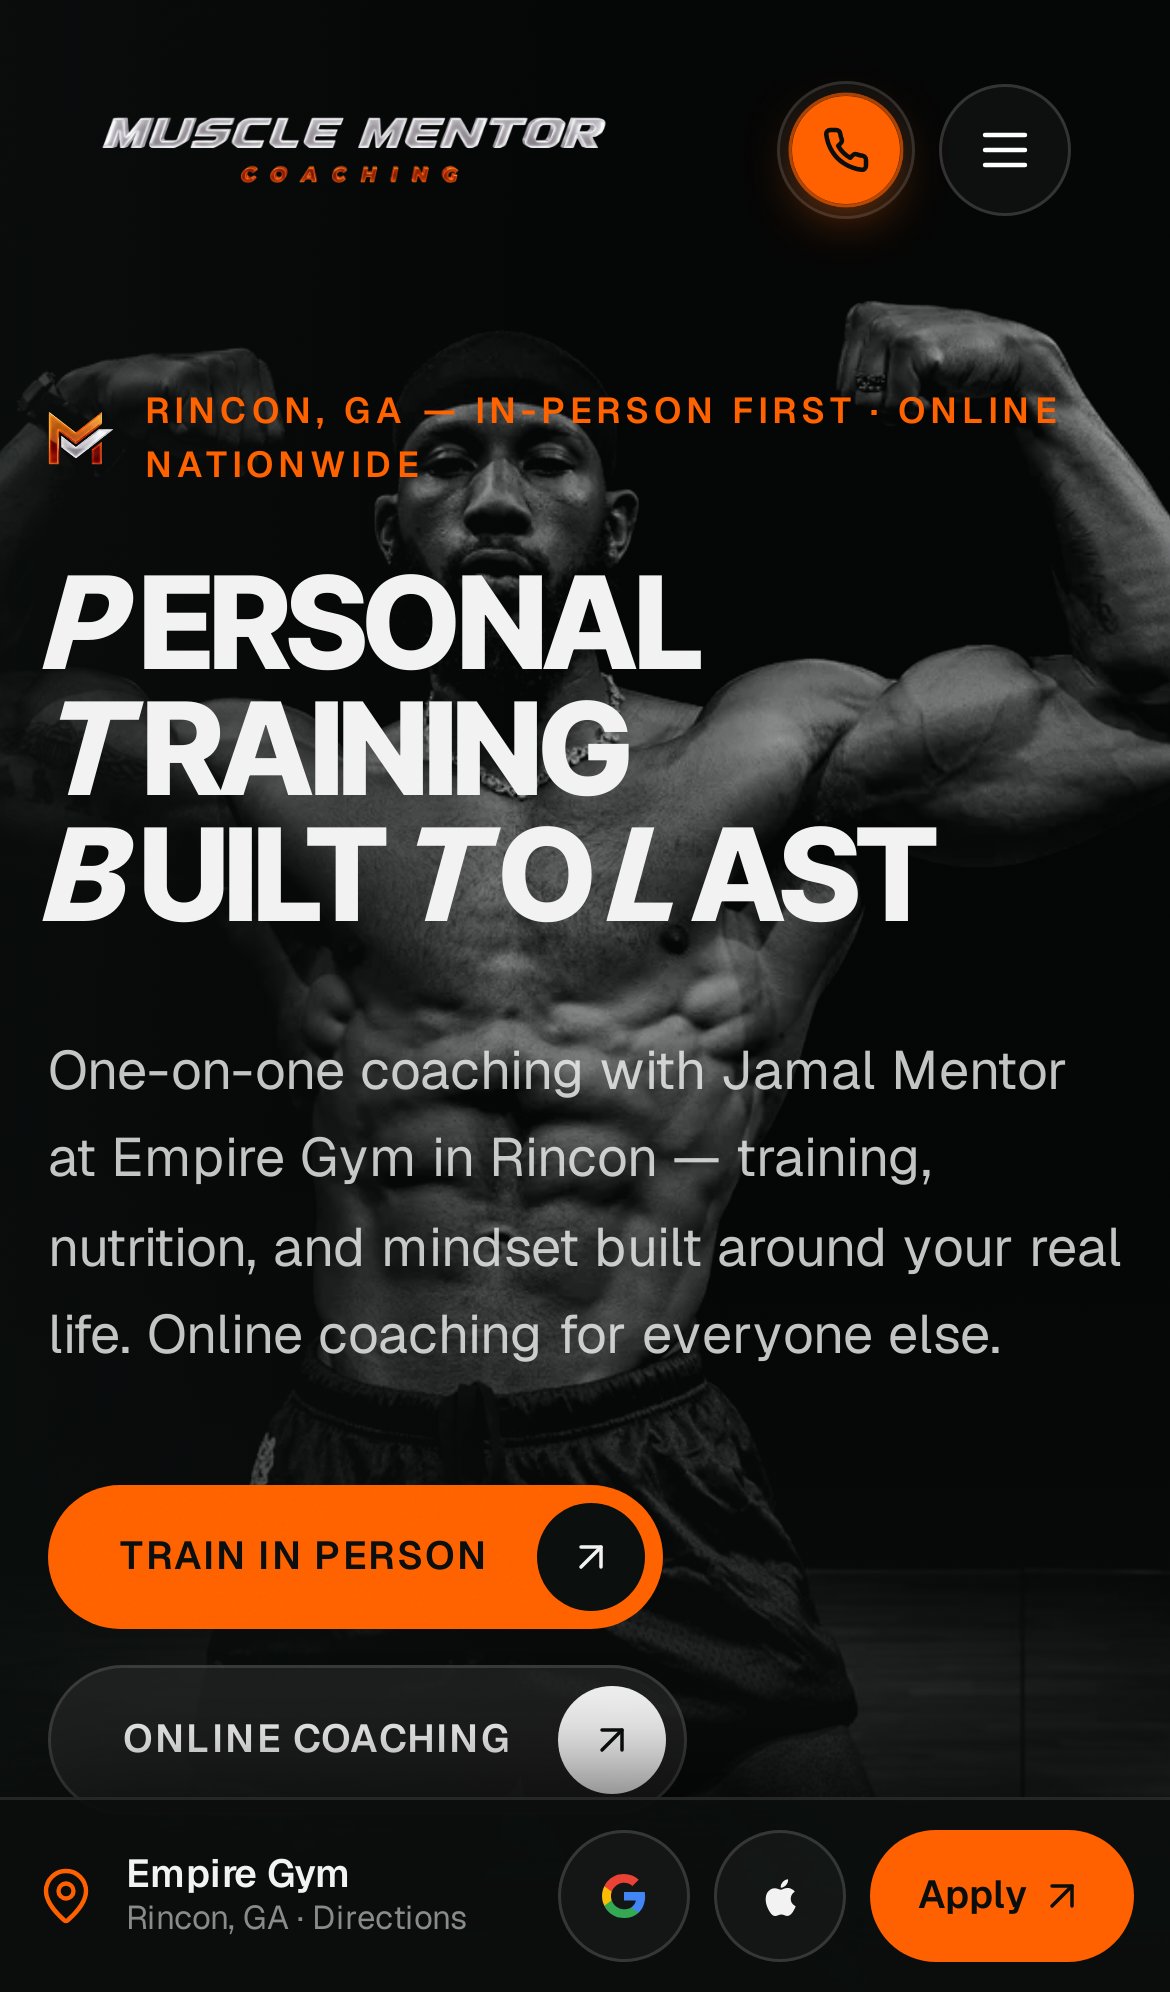 MUSCLE MENTOR
COACHING
RINCON, GA — IN-PERSON FIRST · ONLINE
NATIONWIDE
PERSONAL
TRAINING
BUILT TO LAST
One-on-one coaching with Jamal Mentor
at Empire Gym in Rincon — training,
nutrition, and mindset built around your real
life. Online coaching for everyone else.
TRAIN IN PERSON
ONLINE COACHING
Empire Gym
Rincon, GA · Directions
Apply